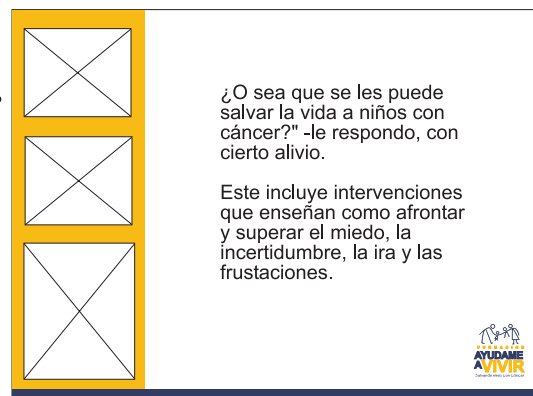 ¿O sea que se les puede
salvar la vida a niños con
cáncer?" -le respondo, con
cierto alivio.
Este incluye intervenciones
que enseñan como afrontar
y superar el miedo, la
incertidumbre, la ira y las
frustaciones.
FUNDACION
AYUDAME
A VIVIR